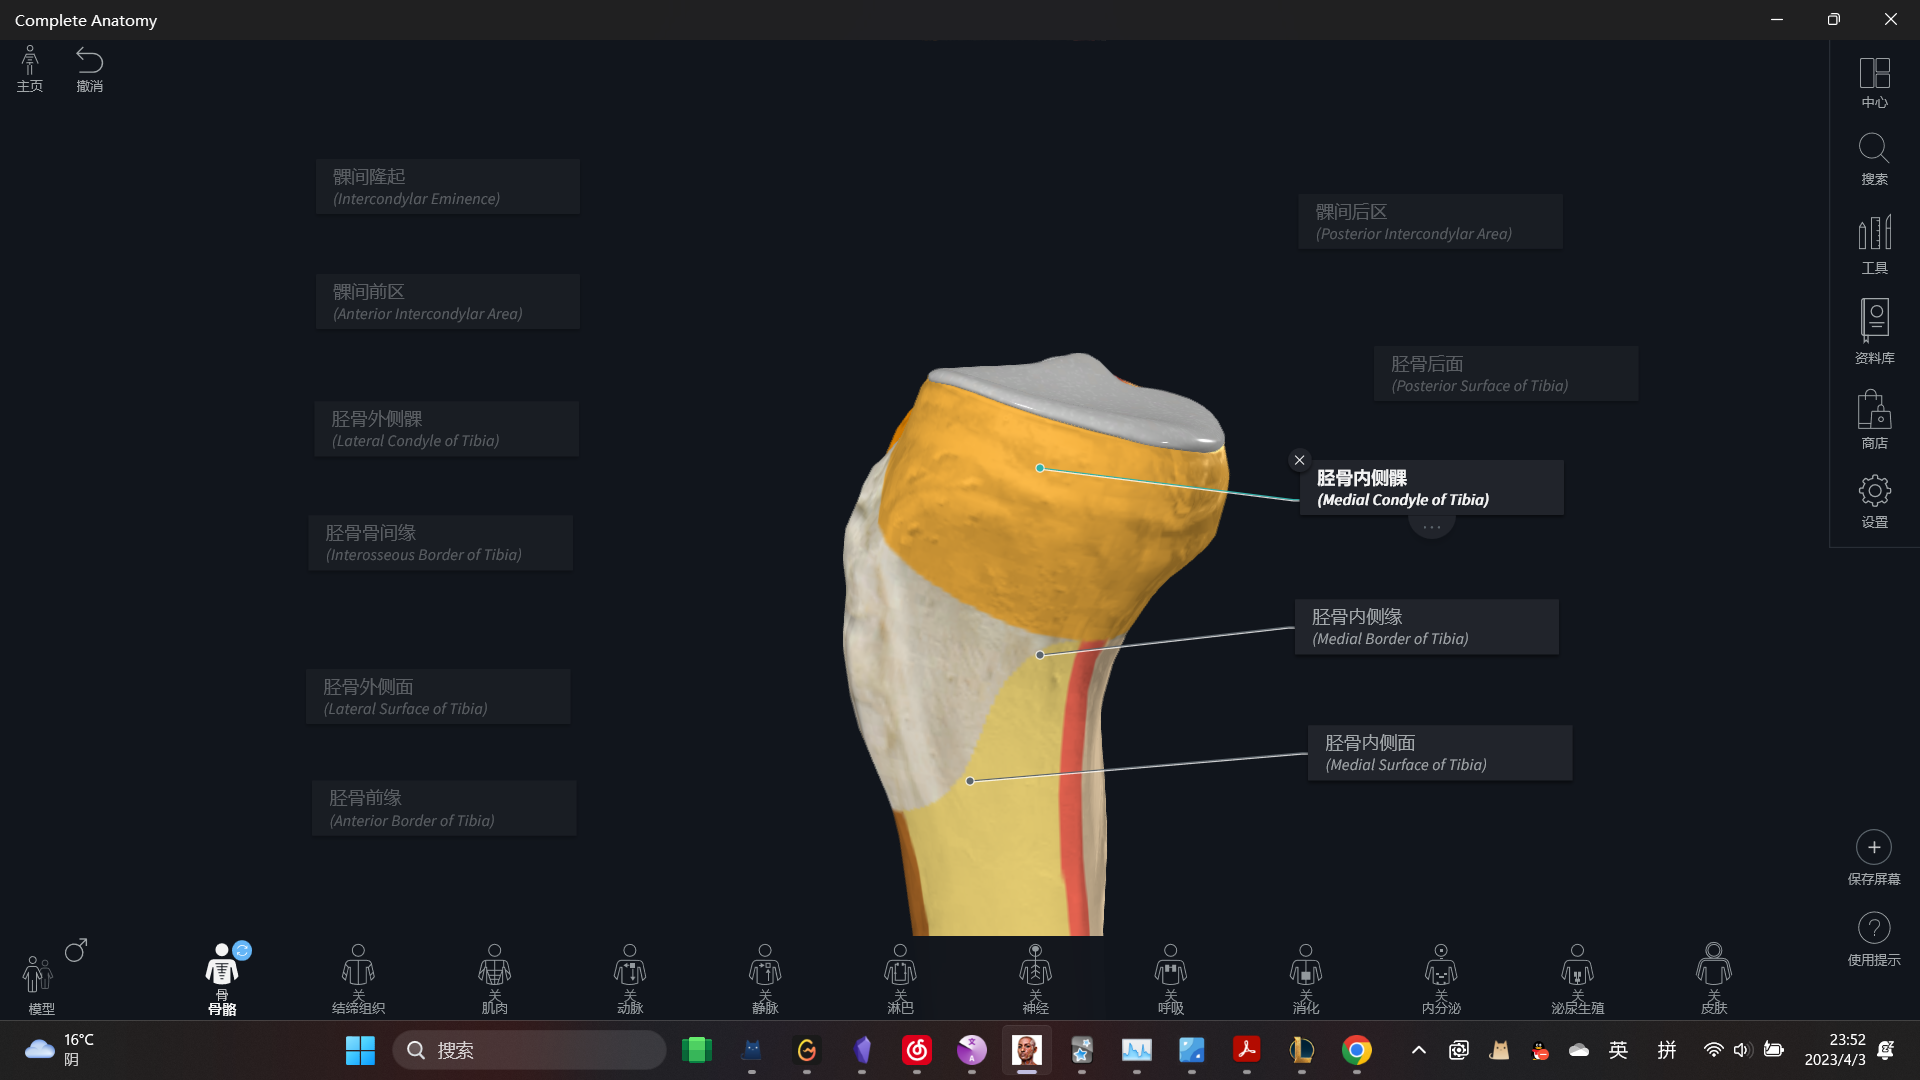 Complete Anatomy
主页
撤消
中心
搜索
工具
资料库
商店
设置
髁间隆起
(Intercondylar Eminence)
髁间前区
(Anterior Intercondylar Area)
胫骨外侧髁
(Lateral Condyle of Tibia)
胫骨骨间缘
(Interosseous Border of Tibia)
胫骨外侧面
(Lateral Surface of Tibia)
胫骨前缘
(Anterior Border of Tibia)
髁间后区
(Posterior Intercondylar Area)
胫骨后面
(Posterior Surface of Tibia)
胫骨内侧髁
(Medial Condyle of Tibia)
...
胫骨内侧缘
(Medial Border of Tibia)
胫骨内侧面
(Medial Surface of Tibia)
保存屏幕
使用提示
模型
骨
骨骼
关
结缔组织
关
肌肉
关
动脉
关
静脉
关
淋巴
关
神经
关
呼吸
关
消化
关
内分泌
关
泌尿生殖
关
皮肤
16°C
阴
搜索
英
拼
23:52
2023/4/3